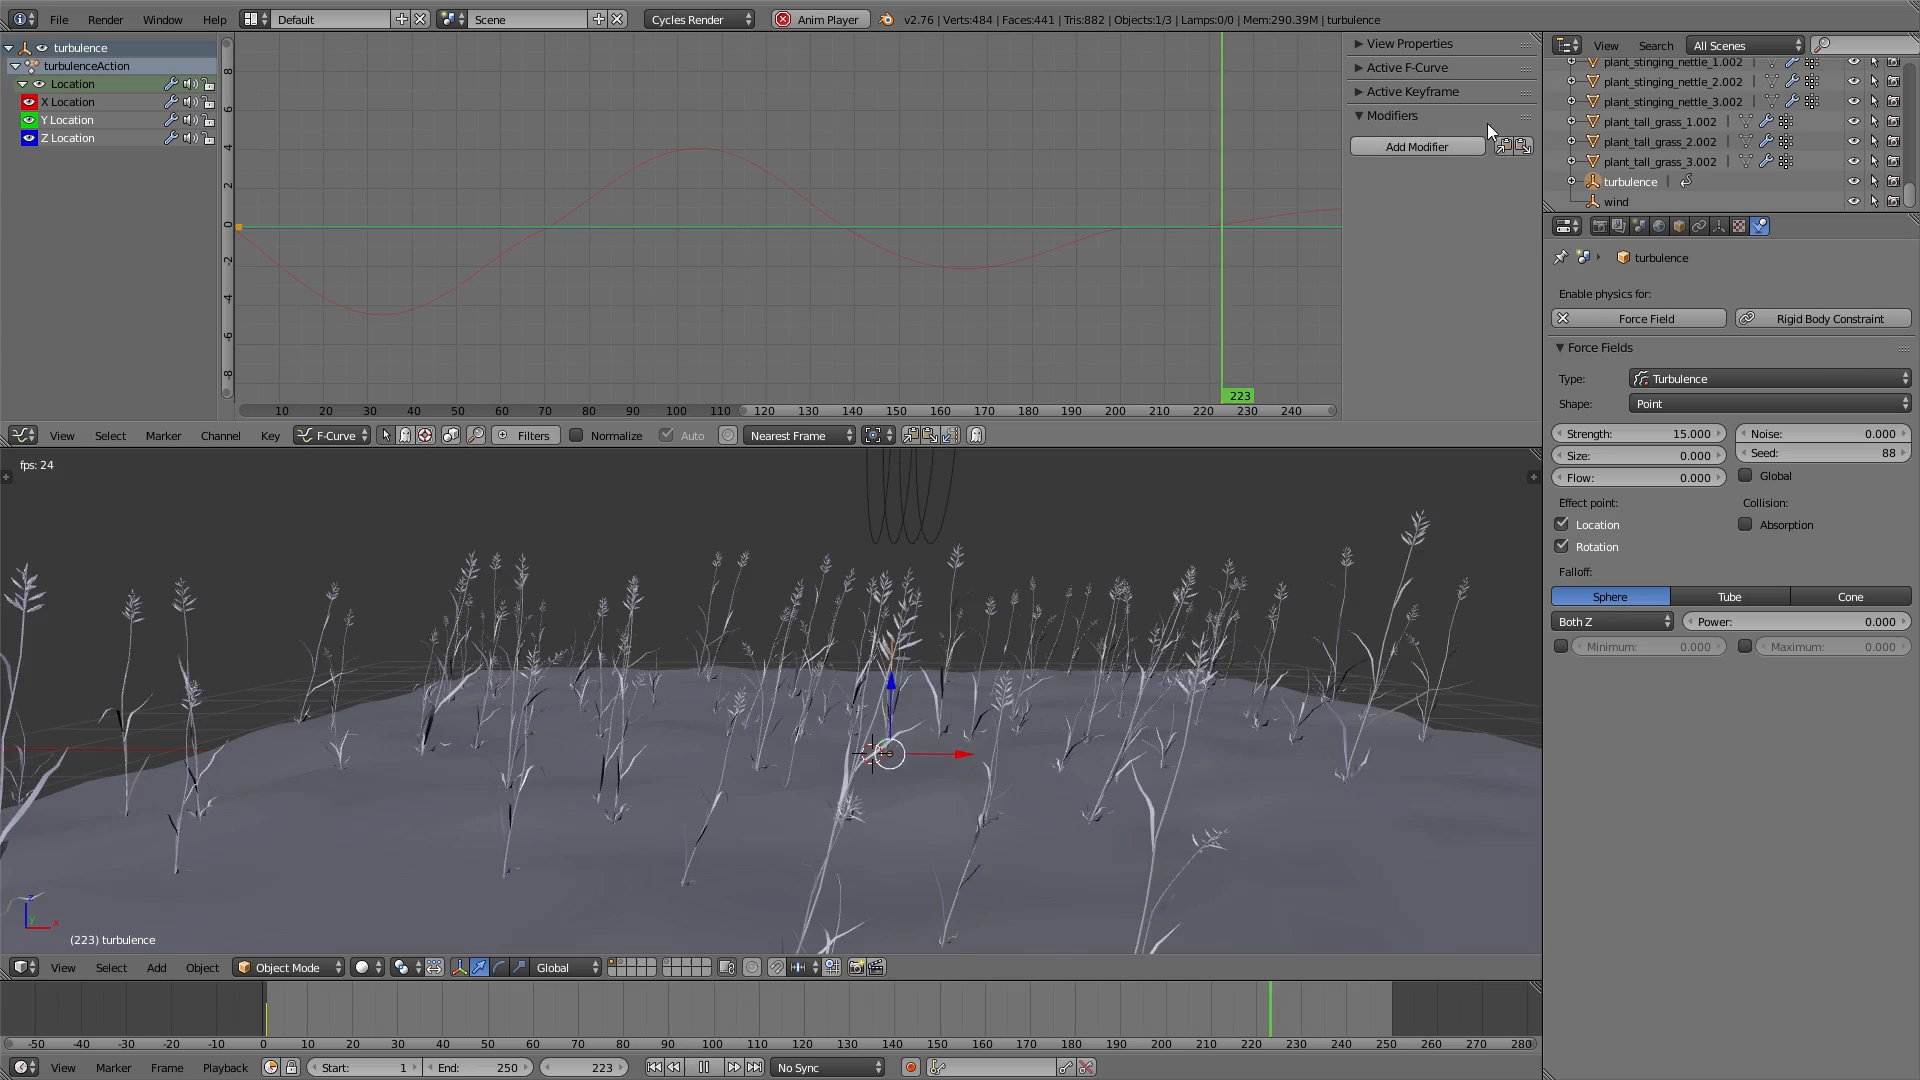 File Render Window Help Default Scene Cycles Render Anim Player v2.76 | Verts:484 | Faces:441 | Tris:882 | Objects:1/3 | Lamps:0/0 | Mem:290.39M | turbulence
turbulence
turbulenceAction
Location
X Location
Y Location
Z Location
8
6
4
2
0
-2
-4
-6
-8
10 20 30 40 50 60 70 80 90 100 110 120 130 140 150 160 170 180 190 200 210 220 230 240
223
View Properties
Active F-Curve
Active Keyframe
Modifiers
Add Modifier
View Select Marker Channel Key F-Curve Filters Normalize Auto Nearest Frame
fps: 24
(223) turbulence
z
y
x
View Select Add Object Object Mode Global
-50 -40 -30 -20 -10 0 10 20 30 40 50 60 70 80 90 100 110 120 130 140 150 160 170 180 190 200 210 220 230 240 250 260 270 280
View Marker Frame Playback Start: 1 End: 250 223 No Sync
View Search All Scenes
plant_stinging_nettle_1.002
plant_stinging_nettle_2.002
plant_stinging_nettle_3.002
plant_tall_grass_1.002
plant_tall_grass_2.002
plant_tall_grass_3.002
turbulence
wind
turbulence
Enable physics for:
Force Field Rigid Body Constraint
Force Fields
Type: Turbulence
Shape: Point
Strength: 15.000 Noise: 0.000
Size: 0.000 Seed: 88
Flow: 0.000 Global
Effect point: Collision:
Location Absorption
Rotation
Falloff:
Sphere Tube Cone
Both Z Power: 0.000
Minimum: 0.000 Maximum: 0.000